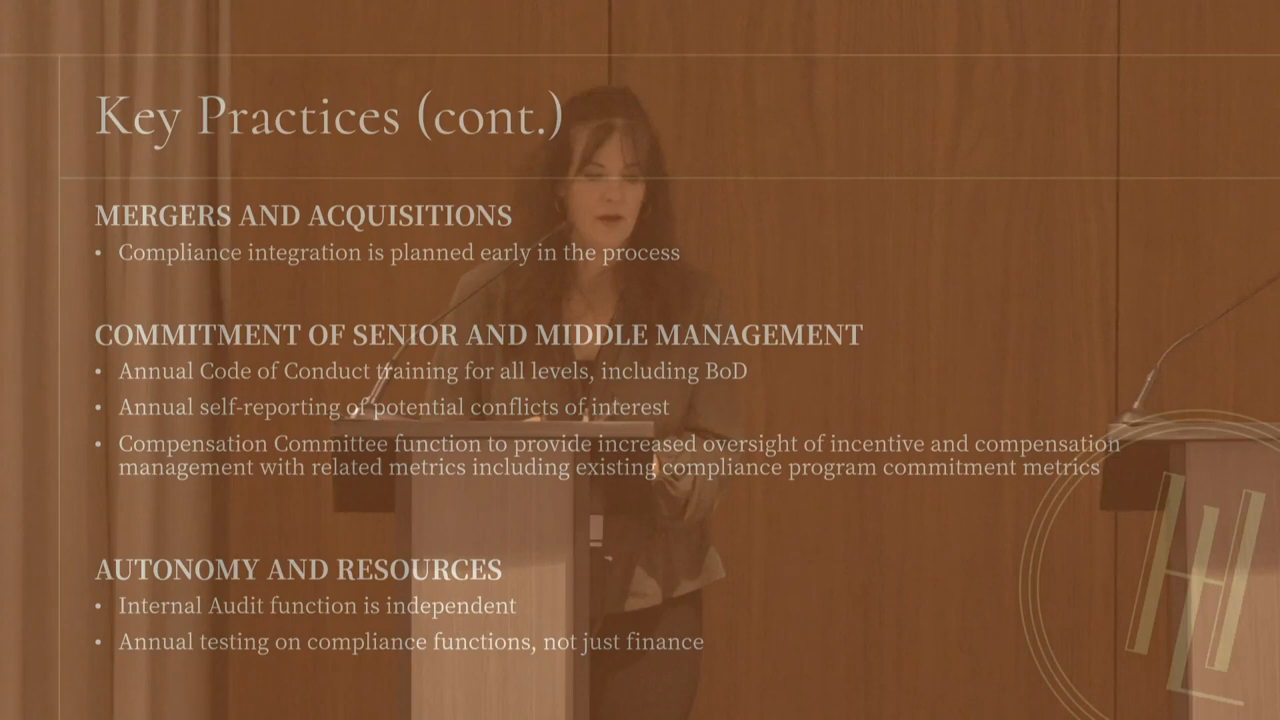 Key Practices (cont.)
MERGERS AND ACQUISITIONS
• Compliance integration is planned early in the process
COMMITMENT OF SENIOR AND MIDDLE MANAGEMENT
• Annual Code of Conduct training for all levels, including BoD
• Annual self-reporting of potential conflicts of interest
• Compensation Committee function to provide increased oversight of incentive and compensation
management with related metrics including existing compliance program commitment metrics
AUTONOMY AND RESOURCES
• Internal Audit function is independent
• Annual testing on compliance functions, not just finance
HL